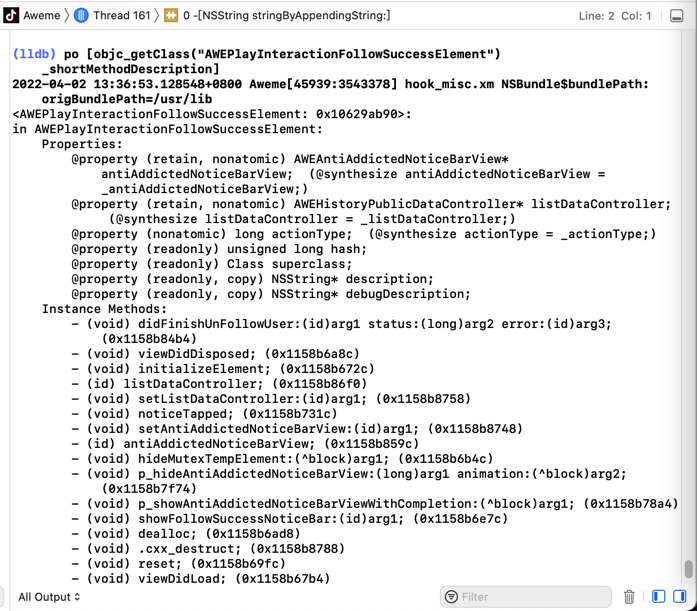 Aweme Thread 161 0 -[NSString stringByAppendingString:] Line: 2 Col: 1
(lldb) po [objc_getClass("AWEPlayInteractionFollowSuccessElement")
_shortMethodDescription]
2022-04-02 13:36:53.128548+0800 Aweme[45939:3543378] hook_misc.xm NSBundle$bundlePath:
origBundlePath=/usr/lib
<AWEPlayInteractionFollowSuccessElement: 0x10629ab90>:
in AWEPlayInteractionFollowSuccessElement:
Properties:
@property (retain, nonatomic) AWEAntiAddictedNoticeBarView*
antiAddictedNoticeBarView;  (@synthesize antiAddictedNoticeBarView =
_antiAddictedNoticeBarView;)
@property (retain, nonatomic) AWEHistoryPublicDataController* listDataController;
(@synthesize listDataController = _listDataController;)
@property (nonatomic) long actionType;  (@synthesize actionType = _actionType;)
@property (readonly) unsigned long hash;
@property (readonly) Class superclass;
@property (readonly, copy) NSString* description;
@property (readonly, copy) NSString* debugDescription;
Instance Methods:
- (void) didFinishUnFollowUser:(id)arg1 status:(long)arg2 error:(id)arg3;
(0x1158b84b4)
- (void) viewDidDisposed; (0x1158b6a8c)
- (void) initializeElement; (0x1158b672c)
- (id) listDataController; (0x1158b86f0)
- (void) setListDataController:(id)arg1; (0x1158b8758)
- (void) noticeTapped; (0x1158b731c)
- (void) setAntiAddictedNoticeBarView:(id)arg1; (0x1158b8748)
- (id) antiAddictedNoticeBarView; (0x1158b859c)
- (void) hideMutexTempElement:(^block)arg1; (0x1158b6b4c)
- (void) p_hideAntiAddictedNoticeBarView:(long)arg1 animation:(^block)arg2;
(0x1158b7f74)
- (void) p_showAntiAddictedNoticeBarViewWithCompletion:(^block)arg1; (0x1158b78a4)
- (void) showFollowSuccessNoticeBar:(id)arg1; (0x1158b6e7c)
- (void) dealloc; (0x1158b6ad8)
- (void) .cxx_destruct; (0x1158b8788)
- (void) reset; (0x1158b69fc)
- (void) viewDidLoad; (0x1158b67b4)
All Output Filter